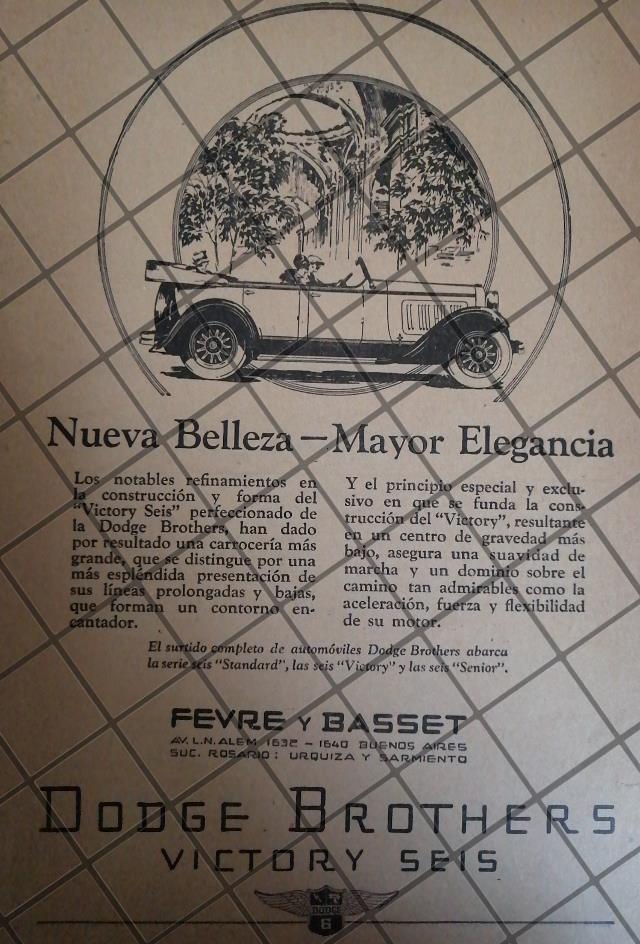 Nueva Belleza — Mayor Elegancia
Los notables refinamientos en
la construcción y forma del
"Victory Seis" perfeccionado de
la Dodge Brothers, han dado
por resultado una carrocería más
grande, que se distingue por una
más espléndida presentación de
sus líneas prolongadas y bajas,
que forman un contorno en-
cantador.
Y el principio especial y exclu-
sivo en que se funda la cons-
trucción del "Victory", resultante
en un centro de gravedad más
bajo, asegura una suavidad de
marcha y un dominio sobre el
camino tan admirables como la
aceleración, fuerza y flexibilidad
de su motor.
El surtido completo de automóviles Dodge Brothers abarca
la serie seis "Standard", las seis "Victory" y las seis "Senior".
FEVRE Y BASSET
AV. L.N. ALEM 1632 - 1640 BUENOS AIRES
SUC. ROSARIO: URQUIZA Y SARMIENTO
DODGE BROTHERS
VICTORY SEIS
DODGE
6